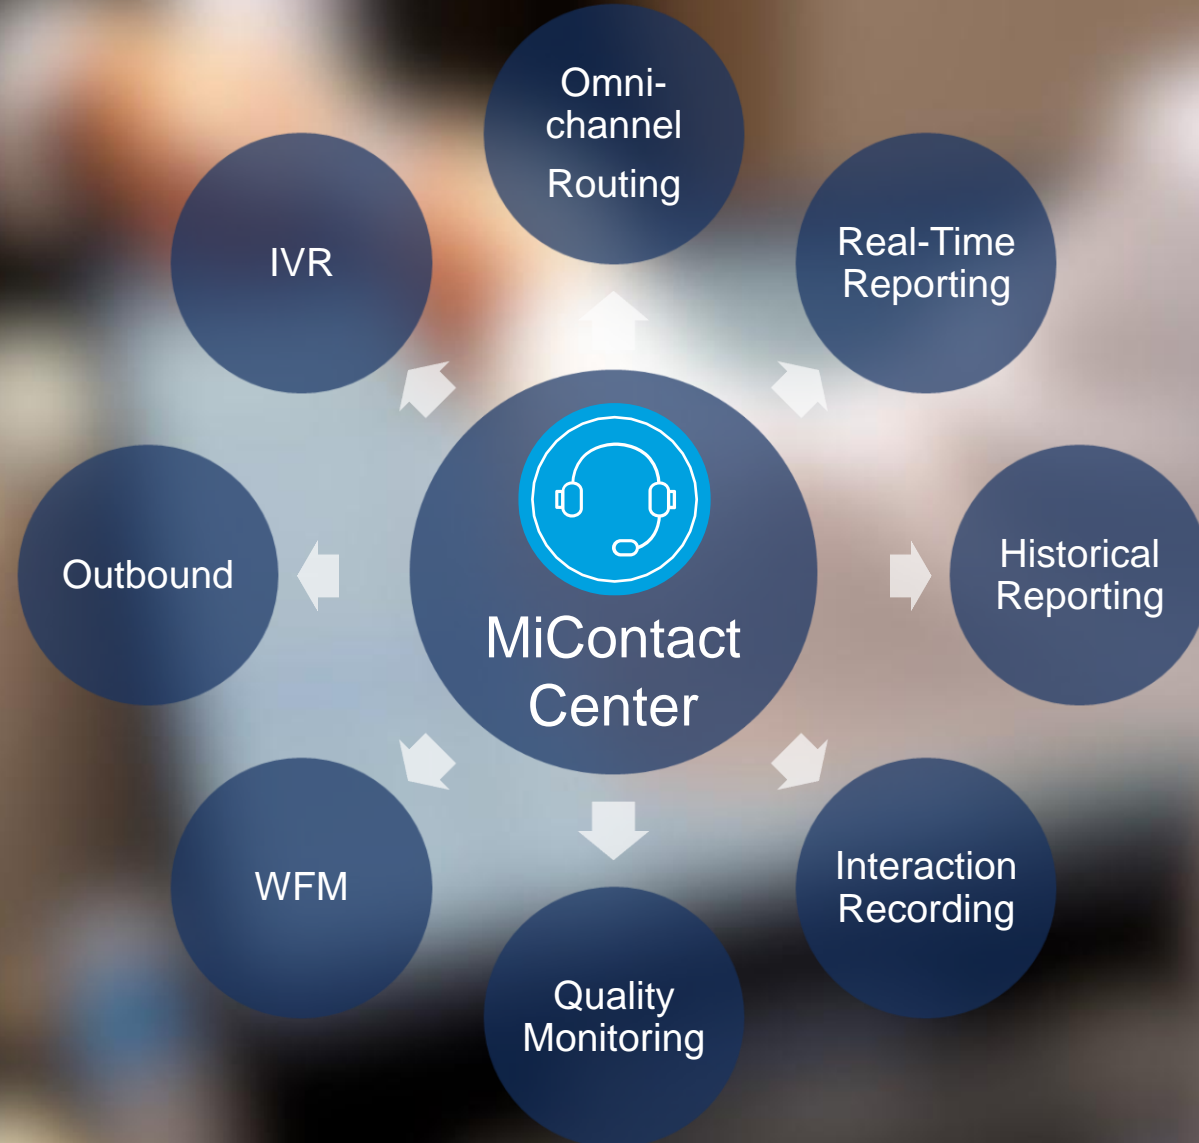 Omni-
channel
Routing
Real-Time
Reporting
Historical
Reporting
Interaction
Recording
Quality
Monitoring
WFM
Outbound
IVR
MiContact
Center